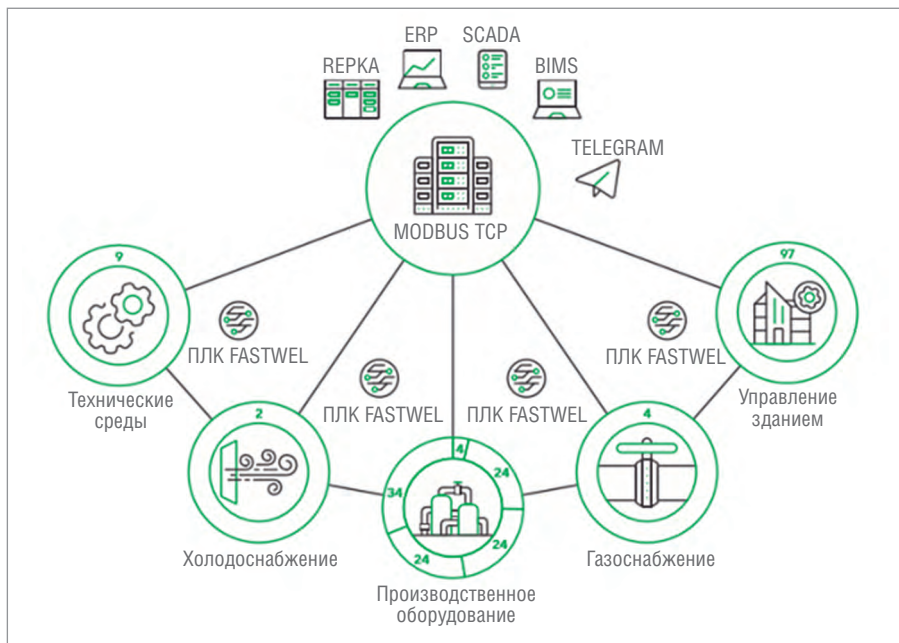 ERP
SCADA
REPKA
BIMS
TELEGRAM
MODBUS TCP
9
97
ПЛК FASTWEL
ПЛК FASTWEL
Технические
среды
Управление
зданием
ПЛК FASTWEL
ПЛК FASTWEL
2
4
Холодоснабжение
Газоснабжение
4
24
34
24
24
Производственное
оборудование